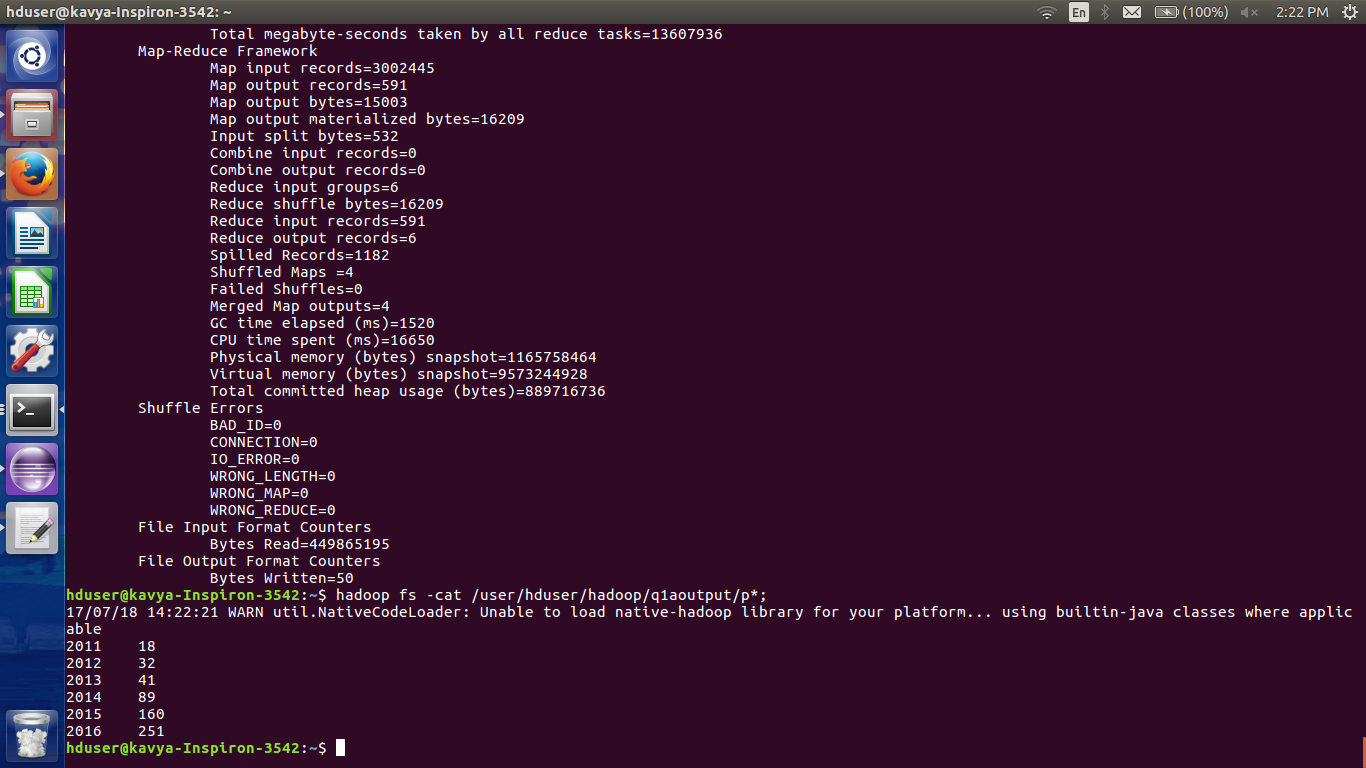 hduser@kavya-Inspiron-3542: ~
En (100%) 2:22 PM
Total megabyte-seconds taken by all reduce tasks=13607936
Map-Reduce Framework
Map input records=3002445
Map output records=591
Map output bytes=15003
Map output materialized bytes=16209
Input split bytes=532
Combine input records=0
Combine output records=0
Reduce input groups=6
Reduce shuffle bytes=16209
Reduce input records=591
Reduce output records=6
Spilled Records=1182
Shuffled Maps =4
Failed Shuffles=0
Merged Map outputs=4
GC time elapsed (ms)=1520
CPU time spent (ms)=16650
Physical memory (bytes) snapshot=1165758464
Virtual memory (bytes) snapshot=9573244928
Total committed heap usage (bytes)=889716736
Shuffle Errors
BAD_ID=0
CONNECTION=0
IO_ERROR=0
WRONG_LENGTH=0
WRONG_MAP=0
WRONG_REDUCE=0
File Input Format Counters
Bytes Read=449865195
File Output Format Counters
Bytes Written=50
hduser@kavya-Inspiron-3542:~$ hadoop fs -cat /user/hduser/hadoop/q1aoutput/p*;
17/07/18 14:22:21 WARN util.NativeCodeLoader: Unable to load native-hadoop library for your platform... using builtin-java classes where applic
able
2011 18
2012 32
2013 41
2014 89
2015 160
2016 251
hduser@kavya-Inspiron-3542:~$